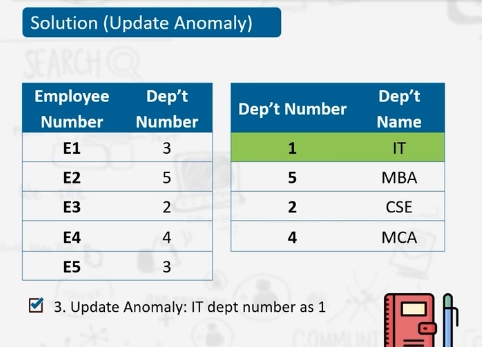 Solution (Update Anomaly)
SEARCH
Employee Number Dep't Number
E1 3
E2 5
E3 2
E4 4
E5 3
Dep't Number Dep't Name
1 IT
5 MBA
2 CSE
4 MCA
3. Update Anomaly: IT dept number as 1
COMMUNI